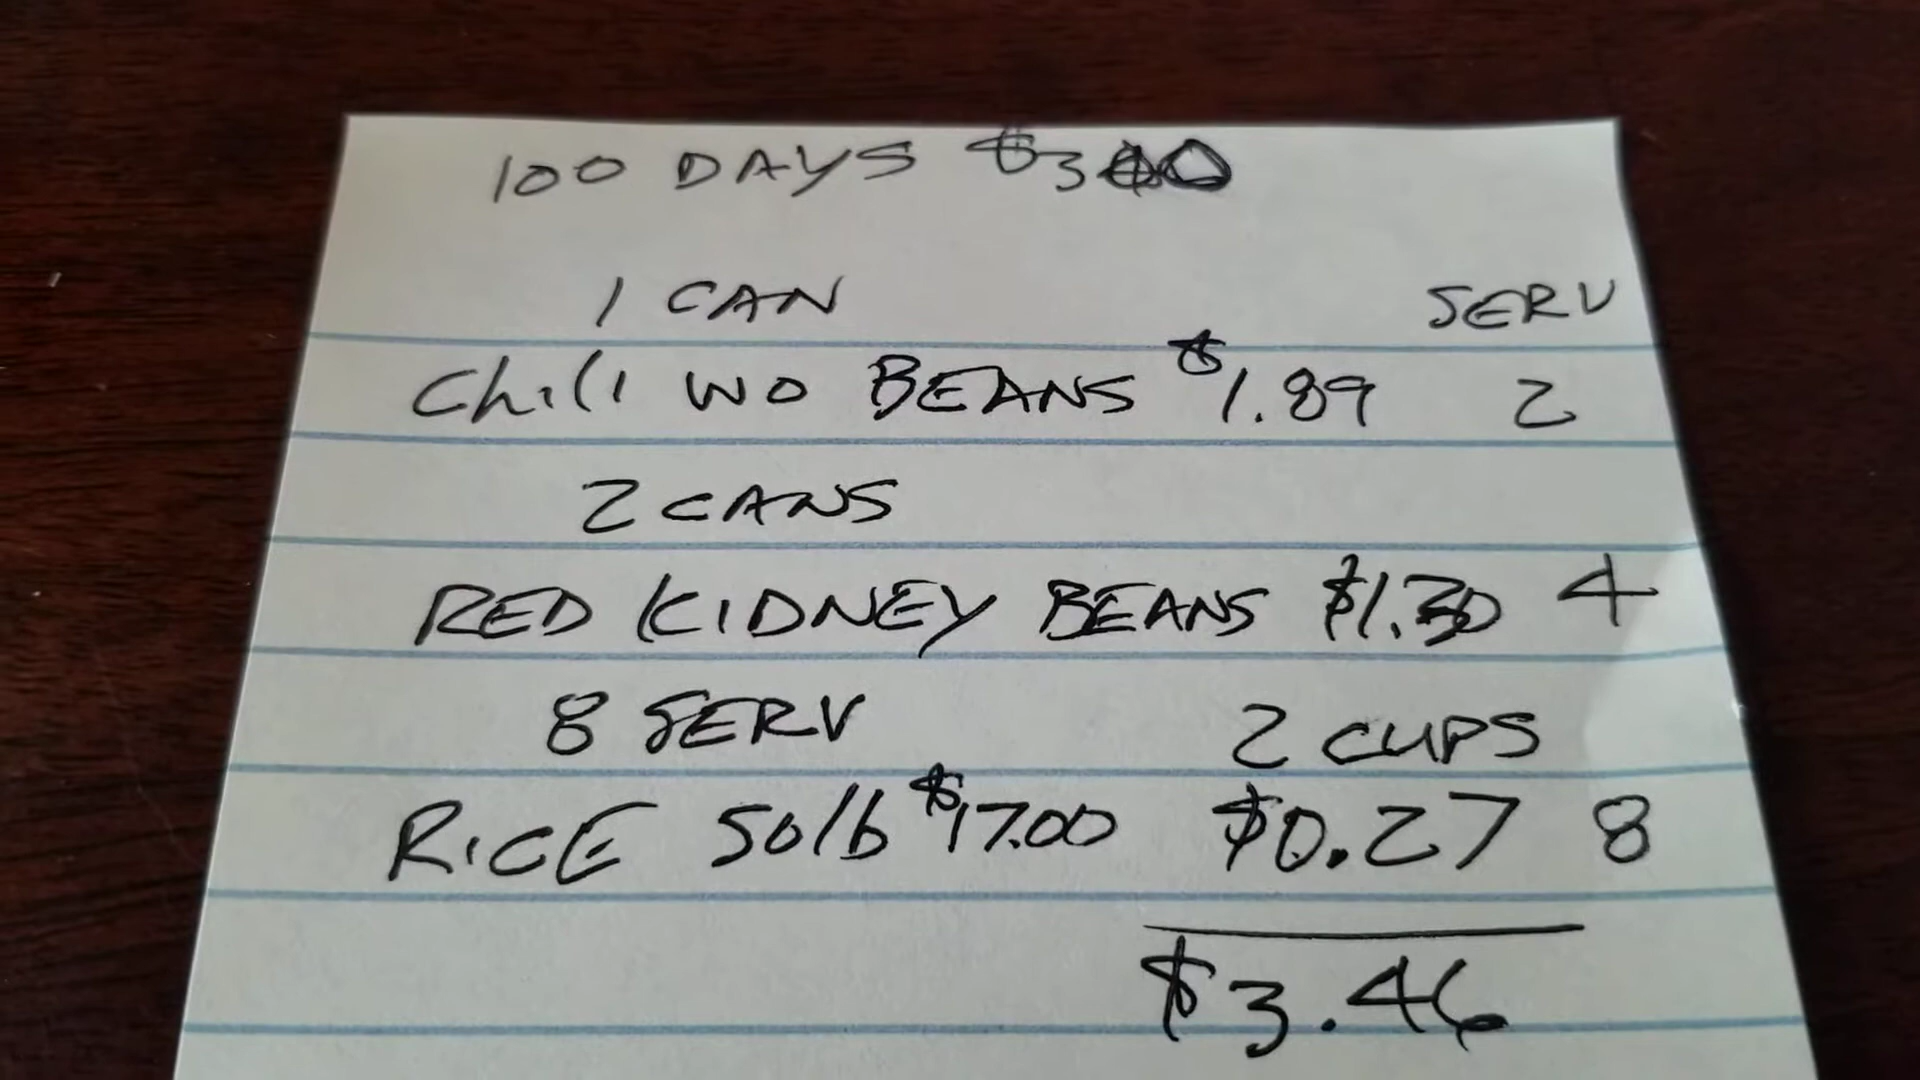 100 DAYS $300
1 CAN SERV
Chili WO BEANS $1.89 2
2 CANS
RED KIDNEY BEANS $1.30 4
8 SERV 2 CUPS
RICE 50lb $17.00 $0.27 8
$3.46